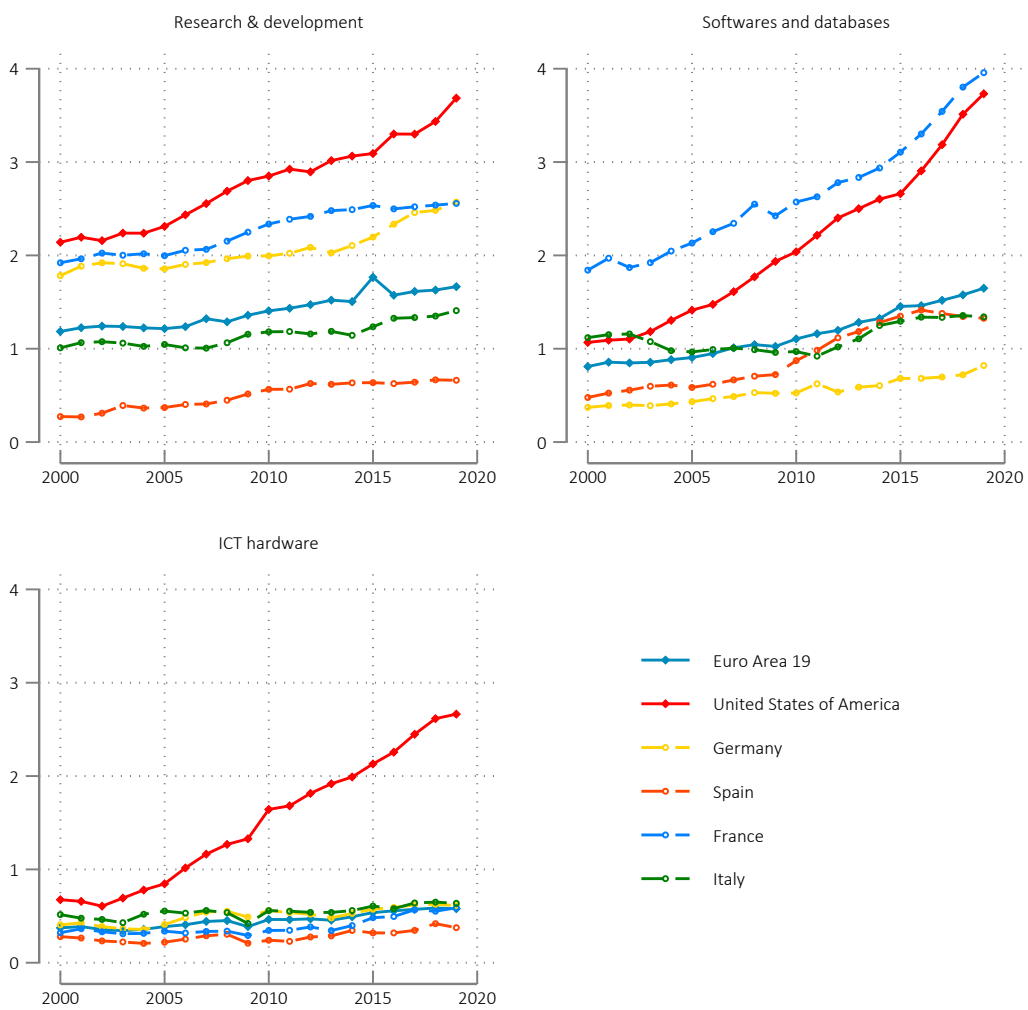 Research & development
4
3
2
1
0
2000 2005 2010 2015 2020
Softwares and databases
4
3
2
1
0
2000 2005 2010 2015 2020
ICT hardware
4
3
2
1
0
2000 2005 2010 2015 2020
Euro Area 19
United States of America
Germany
Spain
France
Italy